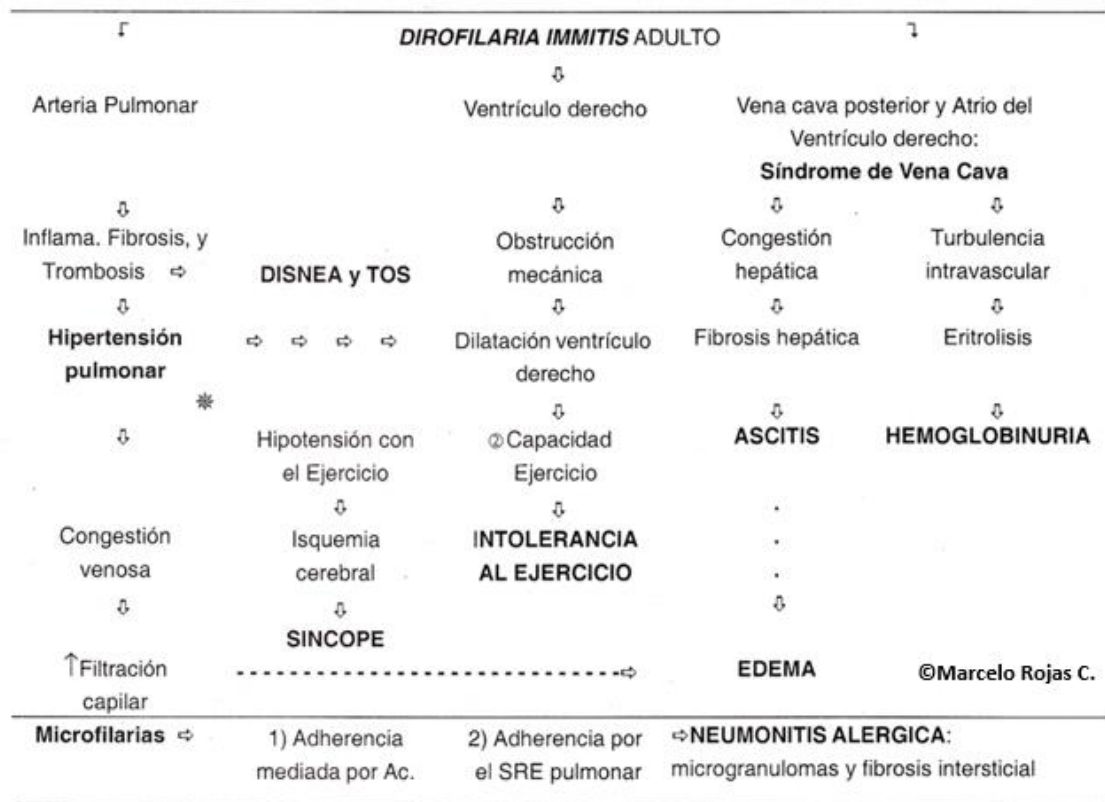 DIROFILARIA IMMITIS ADULTO
Arteria Pulmonar
Ventrículo derecho
Vena cava posterior y Atrio del
Ventrículo derecho:
Síndrome de Vena Cava
Inflama. Fibrosis, y
Trombosis ⇨
DISNEA y TOS
Obstrucción
mecánica
Congestión
hepática
Turbulencia
intravascular
Hipertensión
pulmonar
⇨ ⇨ ⇨ ⇨
Dilatación ventrículo
derecho
Fibrosis hepática
Eritrolisis
Hipotensión con
el Ejercicio
②Capacidad
Ejercicio
ASCITIS
HEMOGLOBINURIA
Congestión
venosa
Isquemia
cerebral
INTOLERANCIA
AL EJERCICIO
SINCOPE
↑Filtración
capilar
EDEMA
©Marcelo Rojas C.
Microfilarias ⇨
1) Adherencia
mediada por Ac.
2) Adherencia por
el SRE pulmonar
⇨NEUMONITIS ALERGICA:
microgranulomas y fibrosis intersticial